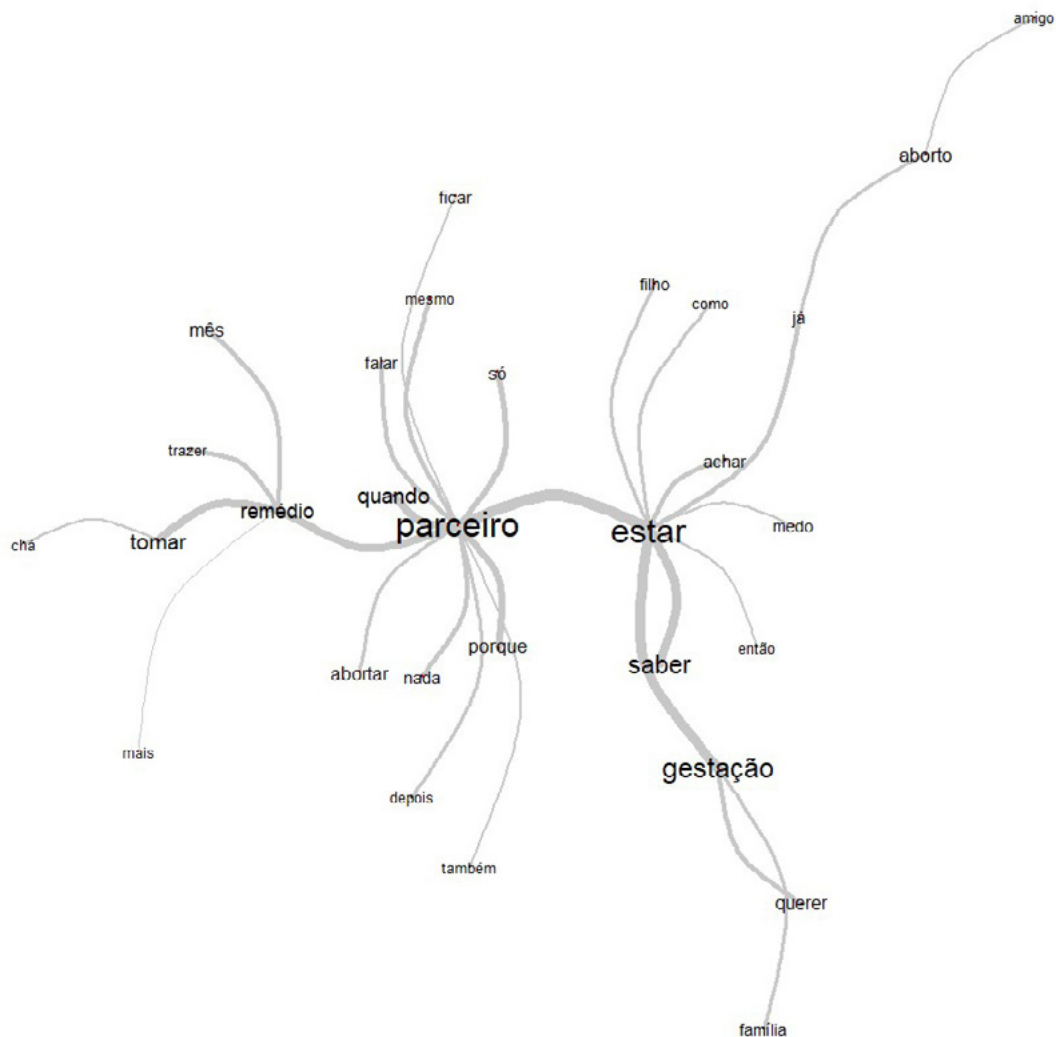 amigo
aborto
ficar
filho
mesmo
como
já
mês
falar
só
trazer
achar
quando
remédio
parceiro
estar
medo
tomar
chá
porque
então
saber
abortar
nada
mais
gestação
depois
também
querer
família